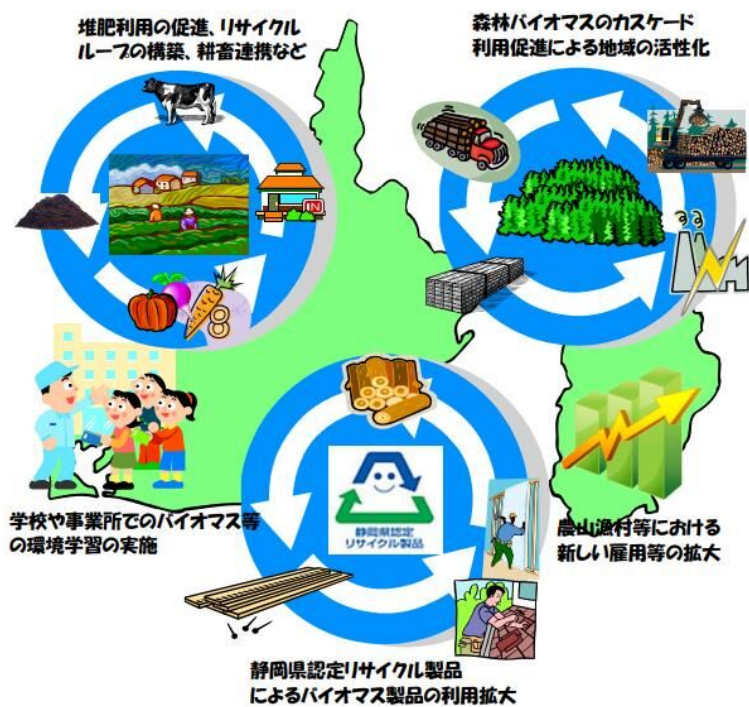 堆肥利用の促進、リサイクル
ループの構築、耕畜連携など
森林バイオマスのカスケード
利用促進による地域の活性化
IN
学校や事業所でのバイオマス等
の環境学習の実施
静岡県認定
リサイクル製品
農山漁村等における
新しい雇用等の拡大
静岡県認定リサイクル製品
によるバイオマス製品の利用拡大